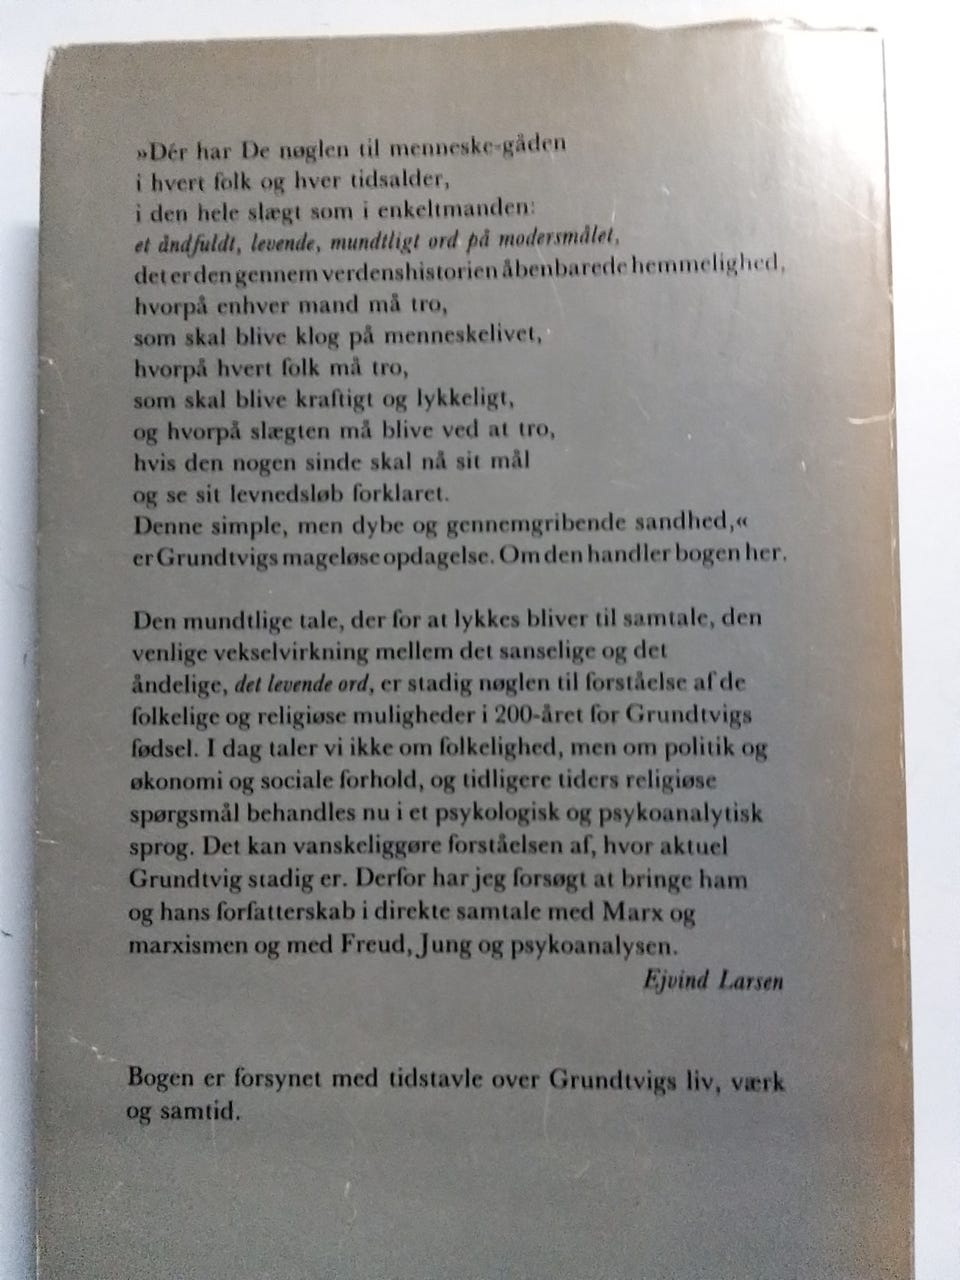 »Dér har De nøglen til menneske-gåden
i hvert folk og hver tidsalder,
i den hele slægt som i enkeltmanden:
et åndfuldt, levende, mundtligt ord på modersmålet,
det er den gennem verdenshistorien åbenbarede hemmelighed,
hvorpå enhver mand må tro,
som skal blive klog på menneskelivet,
hvorpå hvert folk må tro,
som skal blive kraftigt og lykkeligt,
og hvorpå slægten må blive ved at tro,
hvis den nogen sinde skal nå sit mål
og se sit levnedsløb forklaret.
Denne simple, men dybe og gennemgribende sandhed,«
er Grundtvigs mageløse opdagelse. Om den handler bogen her.
Den mundtlige tale, der for at lykkes bliver til samtale, den
venlige vekselvirkning mellem det sanselige og det
åndelige, det levende ord, er stadig nøglen til forståelse af de
folkelige og religiøse muligheder i 200-året for Grundtvigs
fødsel. I dag taler vi ikke om folkelighed, men om politik og
økonomi og sociale forhold, og tidligere tiders religiøse
spørgsmål behandles nu i et psykologisk og psykoanalytisk
sprog. Det kan vanskeliggøre forståelsen af, hvor aktuel
Grundtvig stadig er. Derfor har jeg forsøgt at bringe ham
og hans forfatterskab i direkte samtale med Marx og
marxismen og med Freud, Jung og psykoanalysen.
Ejvind Larsen
Bogen er forsynet med tidstavle over Grundtvigs liv, værk
og samtid.